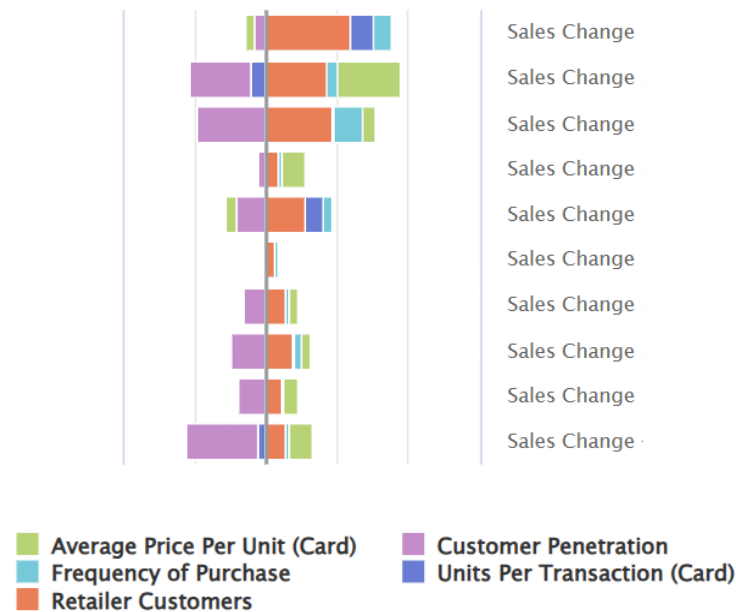 Sales Change
Sales Change
Sales Change
Sales Change
Sales Change
Sales Change
Sales Change
Sales Change
Sales Change
Sales Change
Average Price Per Unit (Card)
Customer Penetration
Frequency of Purchase
Units Per Transaction (Card)
Retailer Customers